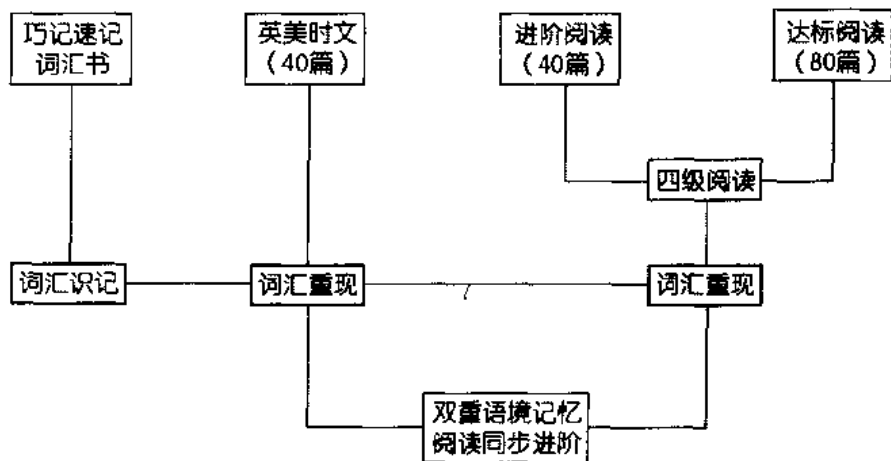 巧记速记
词汇书
英美时文
（40篇）
进阶阅读
（40篇）
达标阅读
（80篇）
四级阅读
词汇识记
词汇重现
词汇重现
双重语境记忆
阅读同步进阶